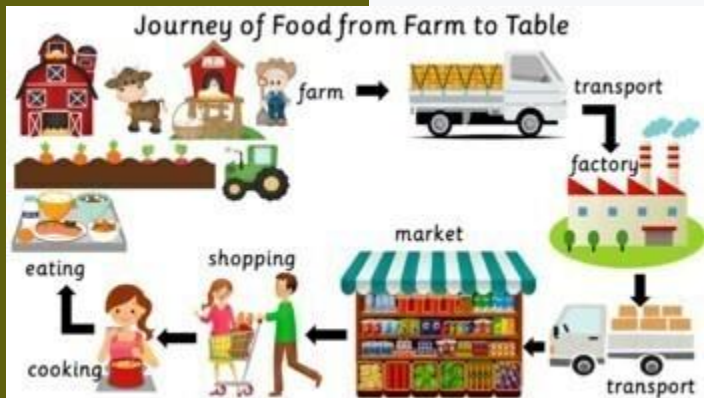 Journey of Food from Farm to Table
farm
transport
factory
market
shopping
eating
cooking
transport